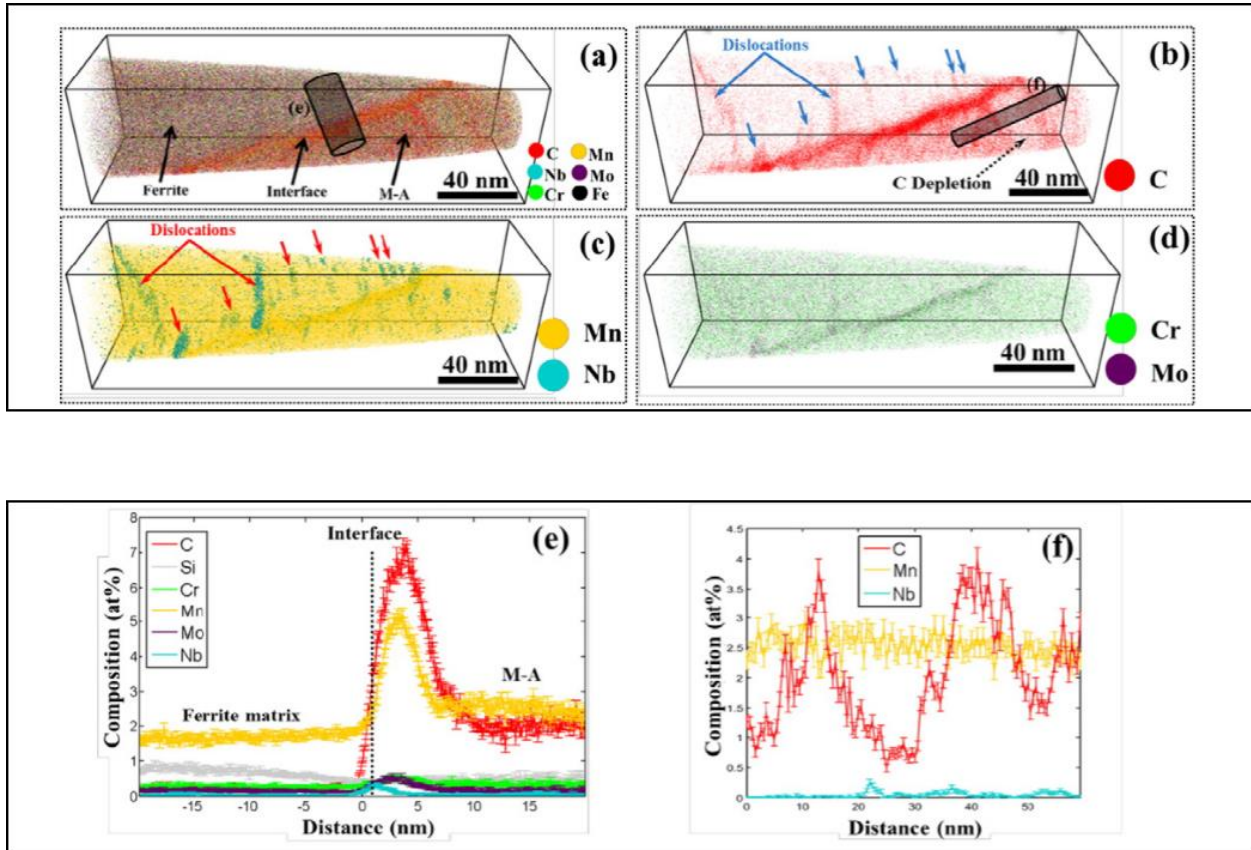 (a)
(e)
Ferrite
Interface
M-A
C Mn
Nb Mo
Cr Fe
40 nm
Dislocations
(b)
(f)
C Depletion
40 nm
C
Dislocations
(c)
Mn
40 nm
Nb
(d)
Cr
40 nm
Mo
(e)
Interface
C
Si
Cr
Mn
Mo
Nb
Ferrite matrix
M-A
Composition (at%)
8
7
6
5
4
3
2
1
0
-15 -10 -5 0 5 10 15
Distance (nm)
(f)
C
Mn
Nb
Composition (at%)
4.5
4
3.5
3
2.5
2
1.5
1
0.5
0
0 10 20 30 40 50
Distance (nm)